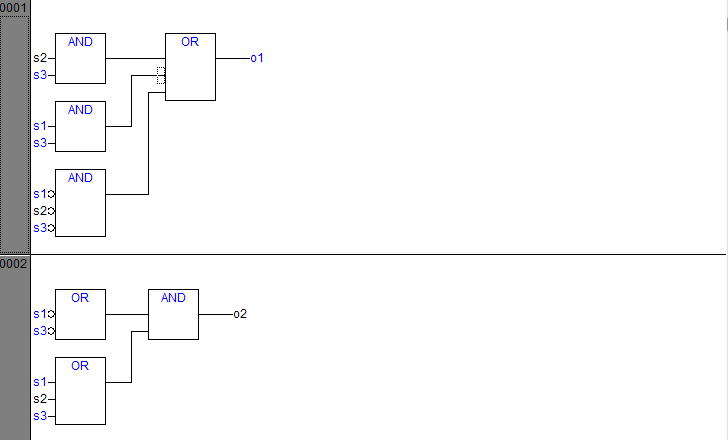 0001
AND OR
s2 o1
s3
AND
s1
s3
AND
s1
s2
s3
0002
OR AND
s1 o2
s3
OR
s1
s2
s3